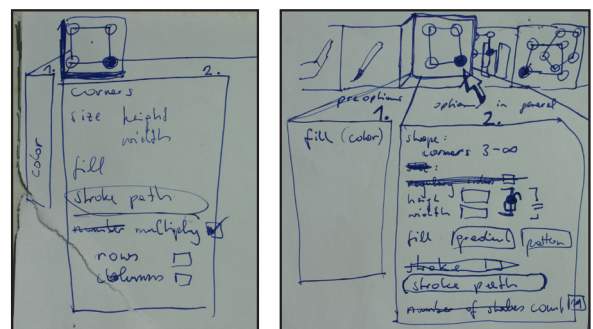 1.
2.
color
corners
size height
width
fill
stroke path
number multiply
rows
columns
preoptions
options in general
1.
2.
fill (color)
shape:
corners 3-∞
heigh
width
fill gradient pattern
stroke
stroke path
number of strokes